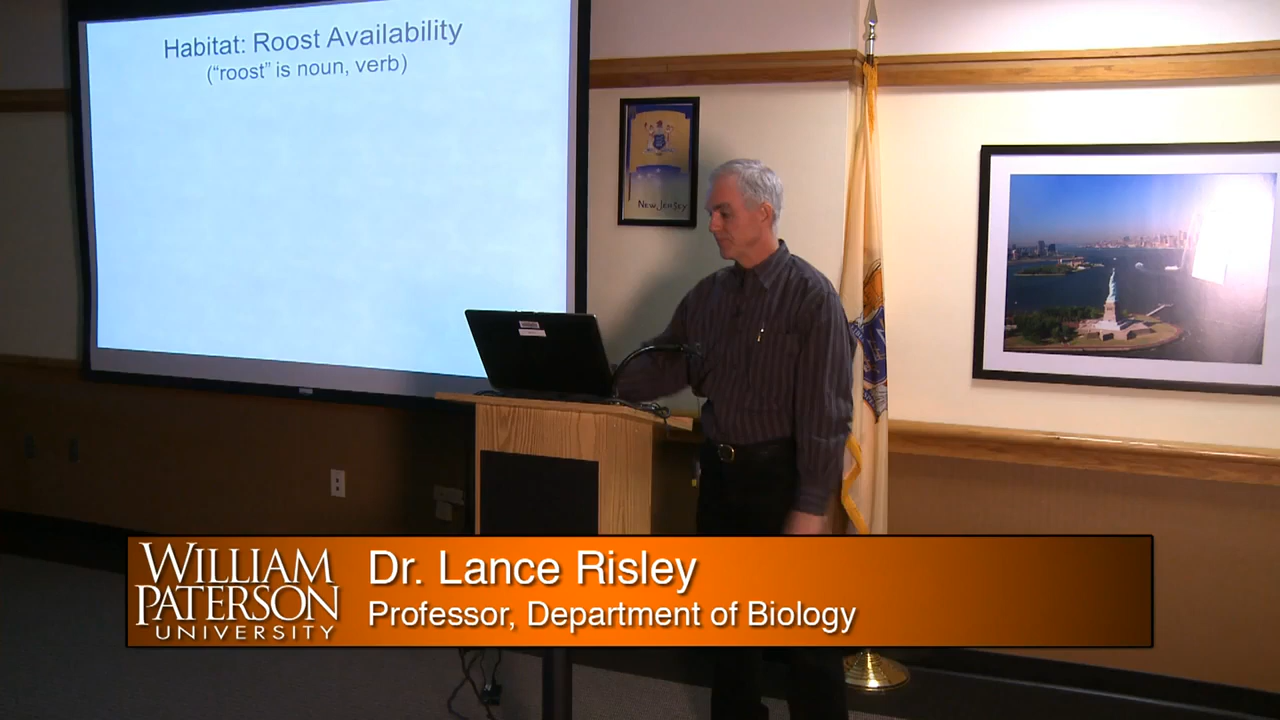 Habitat: Roost Availability
("roost" is noun, verb)
NEW JERSEY
WILLIAM
PATERSON
UNIVERSITY
Dr. Lance Risley
Professor, Department of Biology